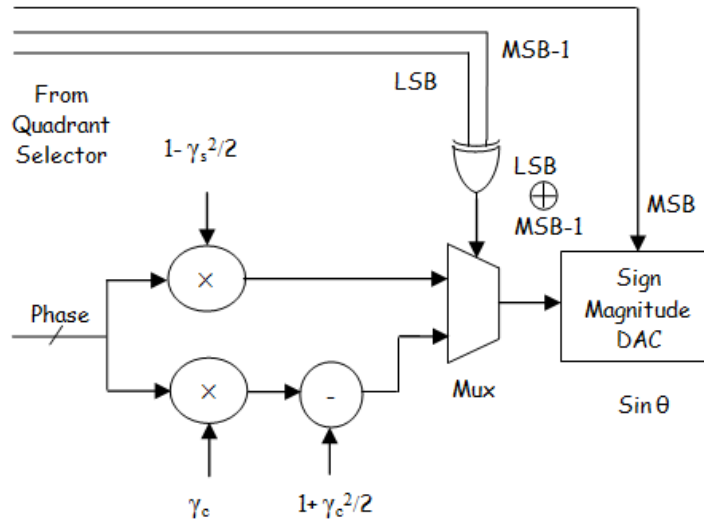 MSB-1
LSB
From
Quadrant
Selector
1- γs²/2
LSB
⊕
MSB-1
MSB
×
Phase
Sign
Magnitude
DAC
×
-
Mux
Sin θ
γc
1+ γc²/2